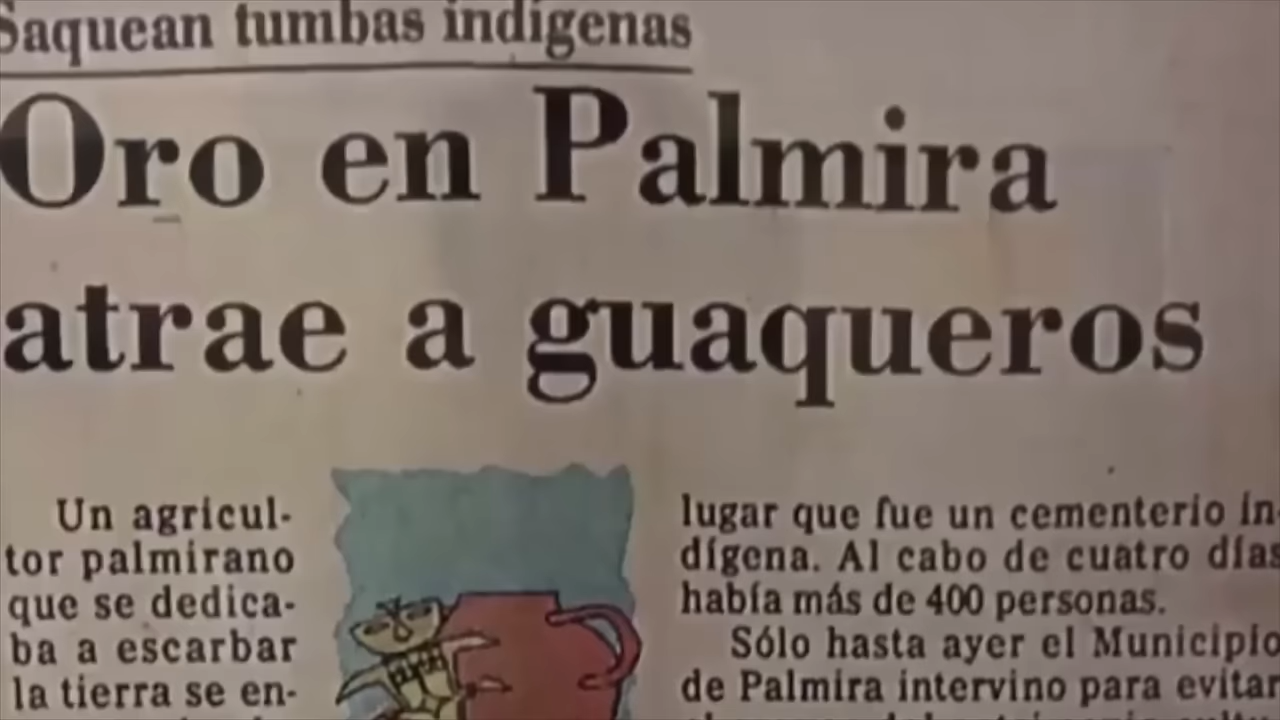 Saquean tumbas indígenas
Oro en Palmira
atrae a guaqueros
Un agricul-
tor palmirano
que se dedica-
ba a escarbar
la tierra se en-
lugar que fue un cementerio in-
dígena. Al cabo de cuatro días
había más de 400 personas.
Sólo hasta ayer el Municipio
de Palmira intervino para evitar